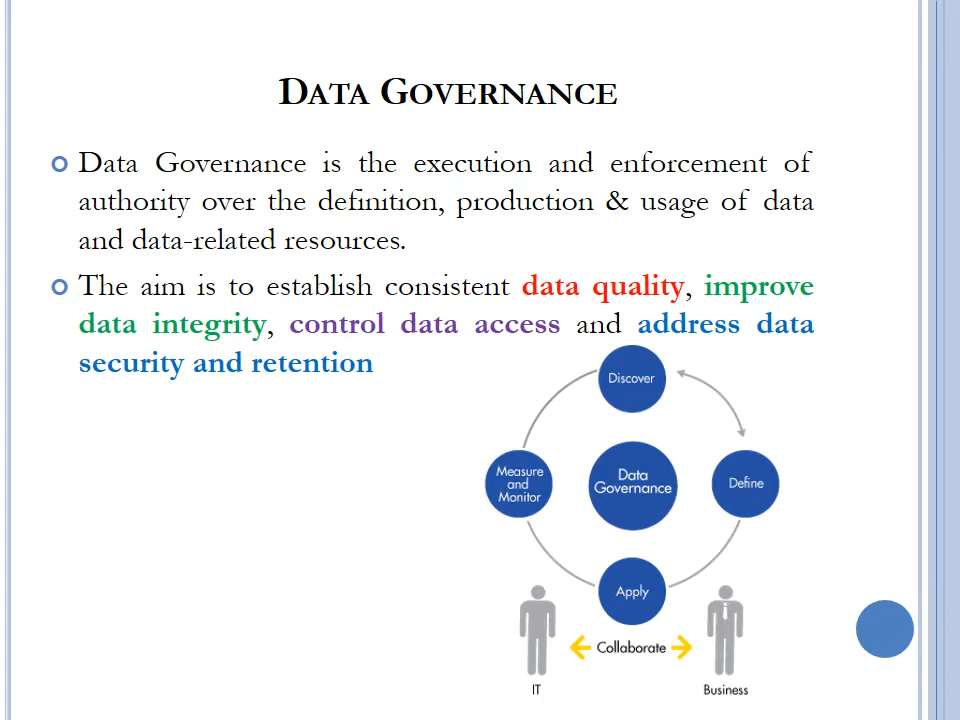 DATA GOVERNANCE
Data Governance is the execution and enforcement of
authority over the definition, production & usage of data
and data-related resources.
The aim is to establish consistent data quality, improve
data integrity, control data access and address data
security and retention
Discover
Measure
and
Monitor
Data
Governance
Define
Apply
Collaborate
IT
Business